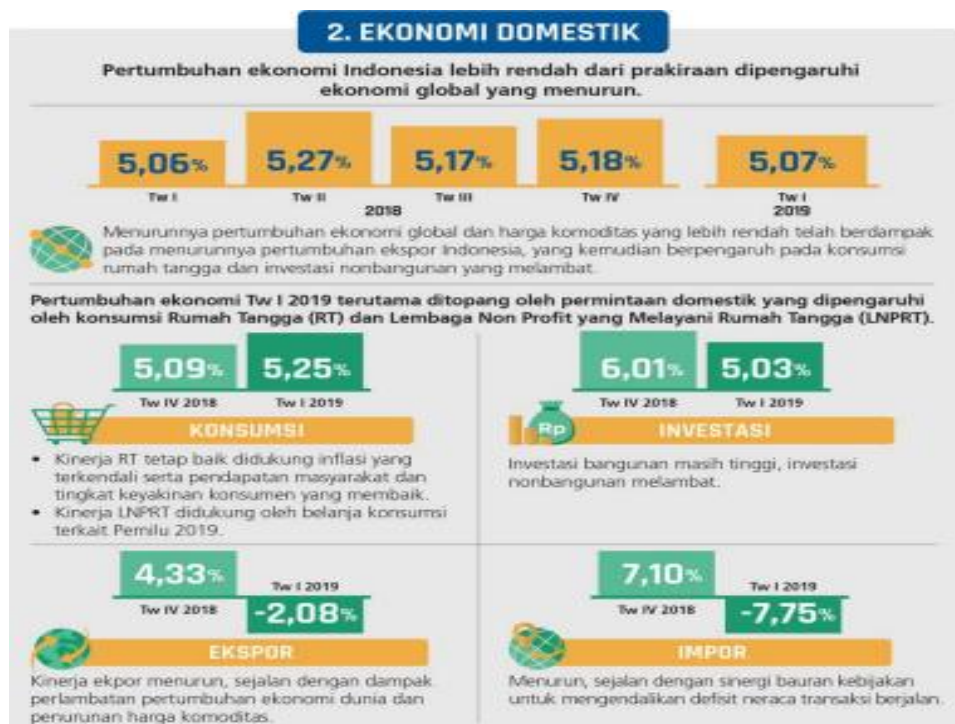 2. EKONOMI DOMESTIK
Pertumbuhan ekonomi Indonesia lebih rendah dari prakiraan dipengaruhi
ekonomi global yang menurun.
5,06%
5,27%
5,17%
5,18%
5,07%
Tw I
Tw II
Tw III
Tw IV
Tw I
2018
2019
Menurunnya pertumbuhan ekonomi global dan harga komoditas yang lebih rendah telah berdampak
pada menurunnya pertumbuhan ekspor Indonesia, yang kemudian berpengaruh pada konsumsi
rumah tangga dan investasi nonbangunan yang melambat.
Pertumbuhan ekonomi Tw I 2019 terutama ditopang oleh permintaan domestik yang dipengaruhi
oleh konsumsi Rumah Tangga (RT) dan Lembaga Non Profit yang Melayani Rumah Tangga (LNPRT).
5,09%
5,25%
Tw IV 2018
Tw I 2019
KONSUMSI
• Kinerja RT tetap baik didukung inflasi yang
terkendali serta pendapatan masyarakat dan
tingkat keyakinan konsumen yang membaik.
• Kinerja LNPRT didukung oleh belanja konsumsi
terkait Pemilu 2019.
6,01%
5,03%
Tw IV 2018
Tw I 2019
Rp
INVESTASI
Investasi bangunan masih tinggi, investasi
nonbangunan melambat.
4,33%
Tw I 2019
Tw IV 2018
-2,08%
EKSPOR
Kinerja ekpor menurun, sejalan dengan dampak
perlambatan pertumbuhan ekonomi dunia dan
penurunan harga komoditas.
7,10%
Tw I 2019
Tw IV 2018
-7,75%
IMPOR
Menurun, sejalan dengan sinergi bauran kebijakan
untuk mengendalikan defisit neraca transaksi berjalan.